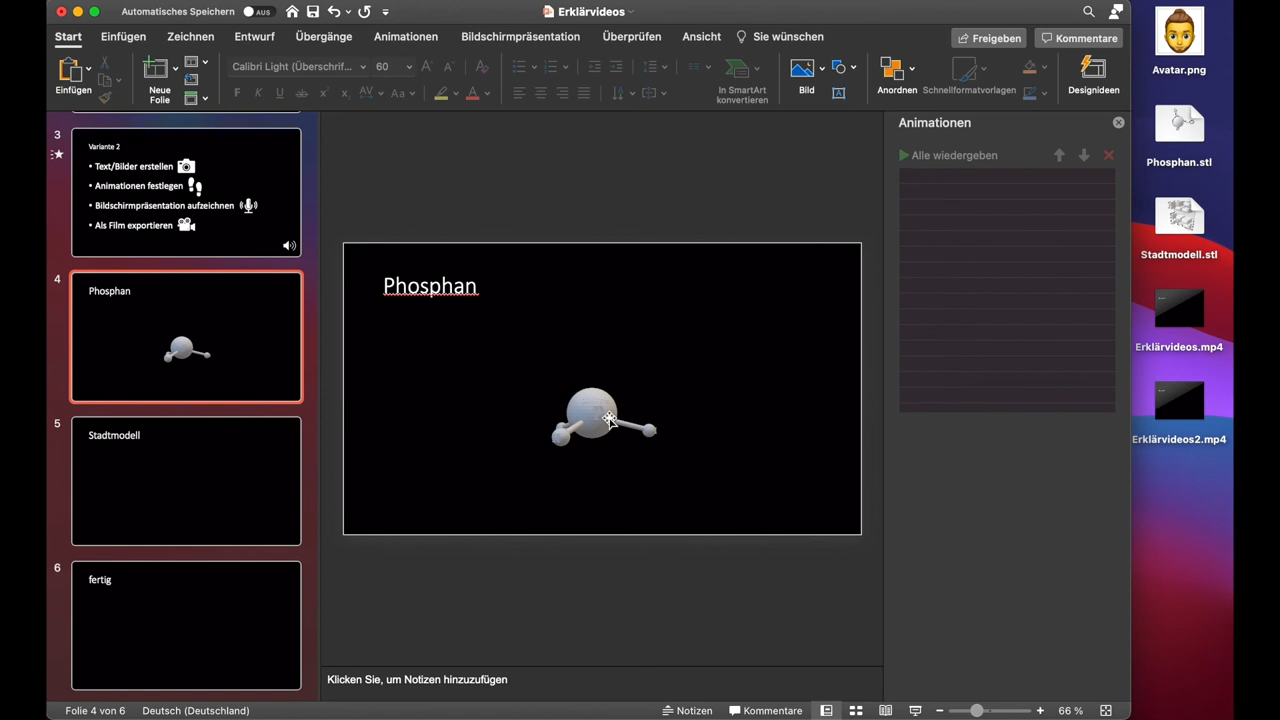 Automatisches Speichern AUS
Erklärvideos
Start Einfügen Zeichnen Entwurf Übergänge Animationen Bildschirmpräsentation Überprüfen Ansicht Sie wünschen
Freigeben Kommentare
Einfügen
Neue
Folie
Calibri Light (Überschrif... 60
F K U x x AV Aa A A
In SmartArt
konvertieren
Bild
Anordnen
Schnellformatvorlagen
Designideen
3
Variante 2
• Text/Bilder erstellen
• Animationen festlegen
• Bildschirmpräsentation aufzeichnen
• Als Film exportieren
4
Phosphan
5
Stadtmodell
6
fertig
Phosphan
Klicken Sie, um Notizen hinzuzufügen
Animationen
Alle wiedergeben
Avatar.png
Phosphan.stl
Stadtmodell.stl
Erklärvideos.mp4
Erklärvideos2.mp4
Folie 4 von 6 Deutsch (Deutschland) Notizen Kommentare 66 %